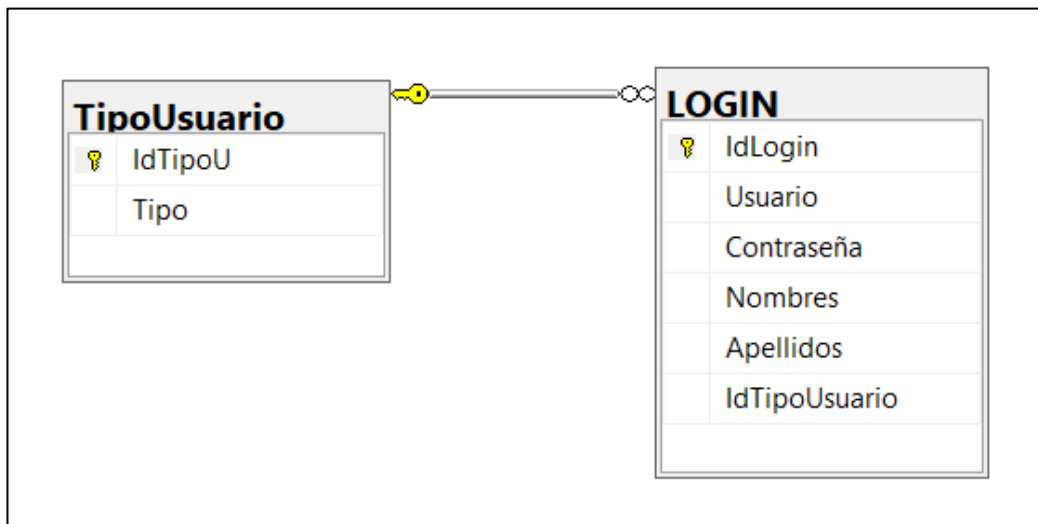 TipoUsuario
IdTipoU
Tipo
LOGIN
IdLogin
Usuario
Contraseña
Nombres
Apellidos
IdTipoUsuario